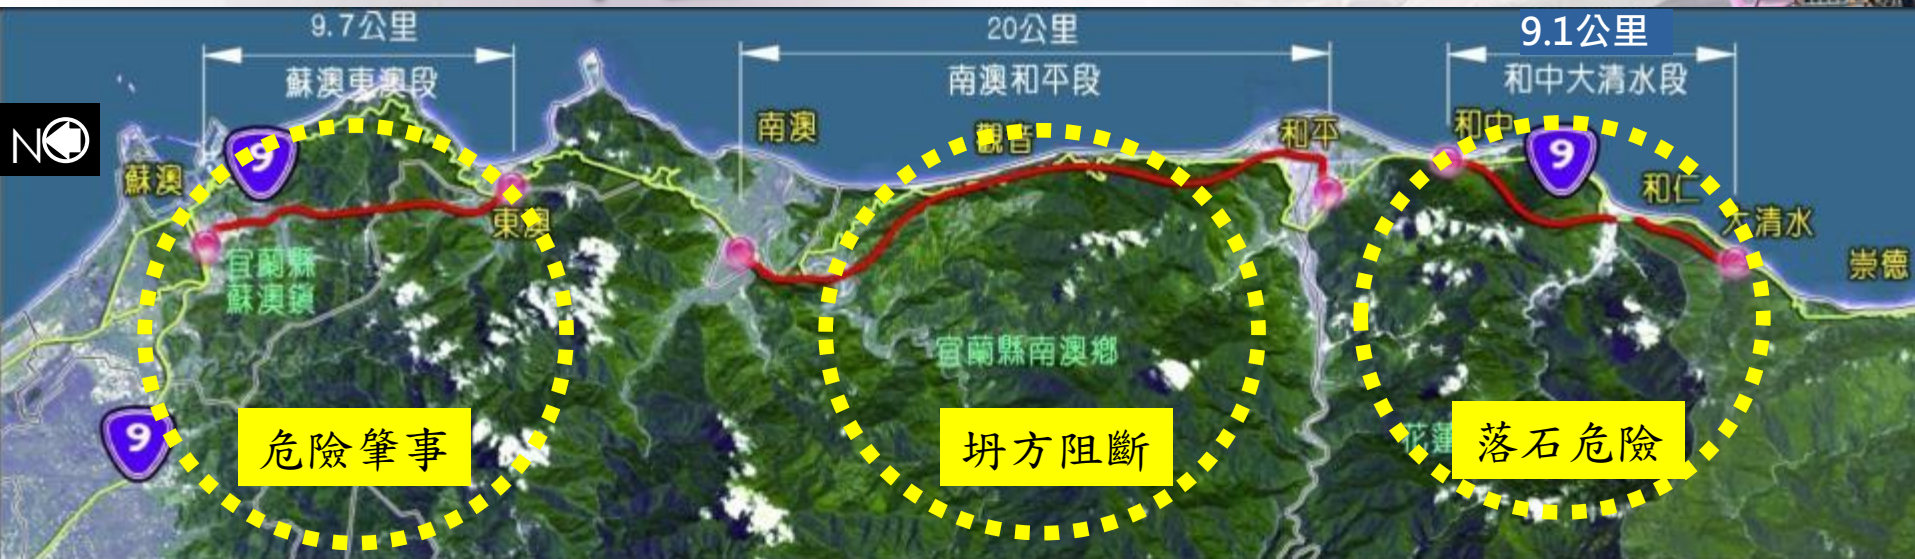 9.7公里
20公里
9.1公里
蘇澳東澳段
南澳和平段
和中大清水段
N
9
南澳
觀音
和平
和中
9
蘇澳
東澳
和仁
大清水
崇德
宜蘭縣
蘇澳鎮
宜蘭縣南澳鄉
9
危險肇事
坍方阻斷
花蓮
落石危險